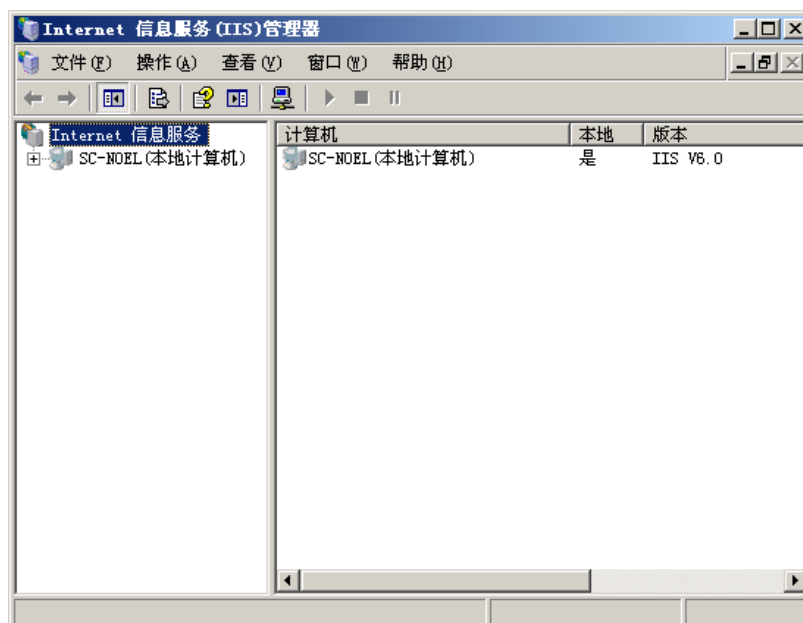 Internet 信息服务(IIS)管理器
文件(F) 操作(A) 查看(V) 窗口(W) 帮助(H)
Internet 信息服务
SC-NOEL(本地计算机)
计算机 本地 版本
SC-NOEL(本地计算机) 是 IIS V6.0